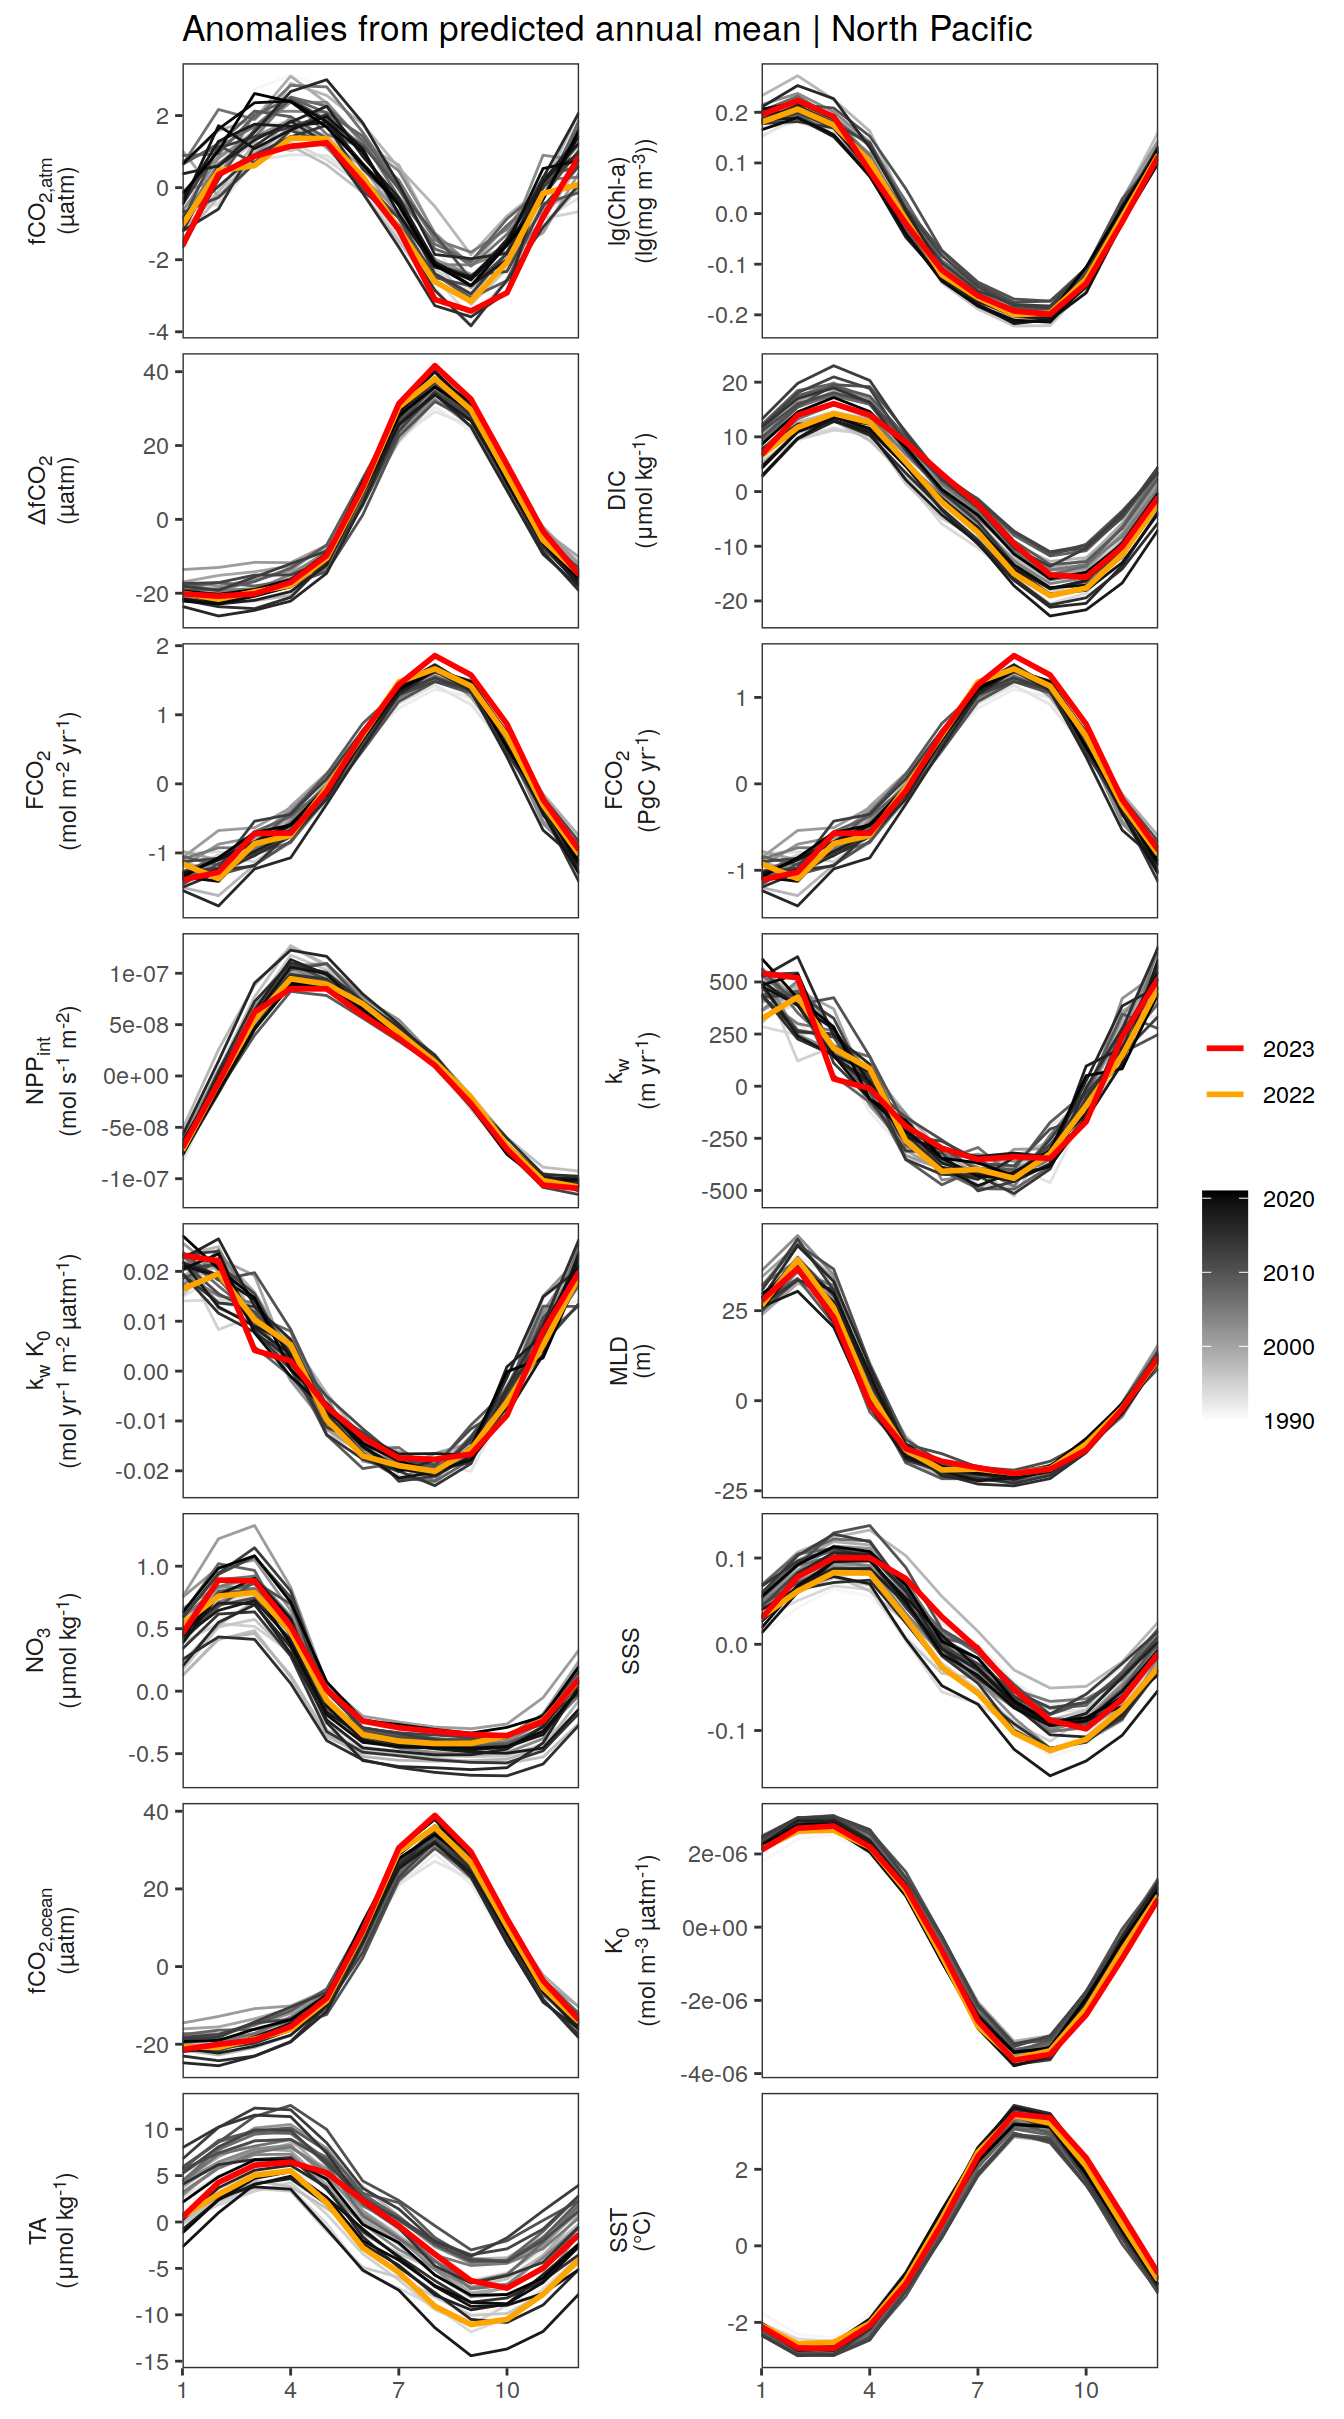 Anomalies from predicted annual mean | North Pacific
fCO2,atm
(µatm)
2
0
-2
-4
lg(Chl-a)
(lg(mg m-3))
0.2
0.1
0.0
-0.1
-0.2
ΔfCO2
(µatm)
40
20
0
-20
DIC
(µmol kg-1)
20
10
0
-10
-20
FCO2
(mol m-2 yr-1)
2
1
0
-1
FCO2
(PgC yr-1)
1
0
-1
NPPint
(mol s-1 m-2)
1e-07
5e-08
0e+00
-5e-08
-1e-07
kw
(m yr-1)
500
250
0
-250
-500
2023
2022
2020
2010
2000
1990
kw K0
(mol yr-1 m-2 µatm-1)
0.02
0.01
0.00
-0.01
-0.02
MLD
(m)
25
0
-25
NO3
(µmol kg-1)
1.0
0.5
0.0
-0.5
SSS
0.1
0.0
-0.1
fCO2,ocean
(µatm)
40
20
0
-20
K0
(mol m-3 µatm-1)
2e-06
0e+00
-2e-06
-4e-06
TA
(µmol kg-1)
10
5
0
-5
-10
-15
SST
(°C)
2
0
-2
1 4 7 10
1 4 7 10